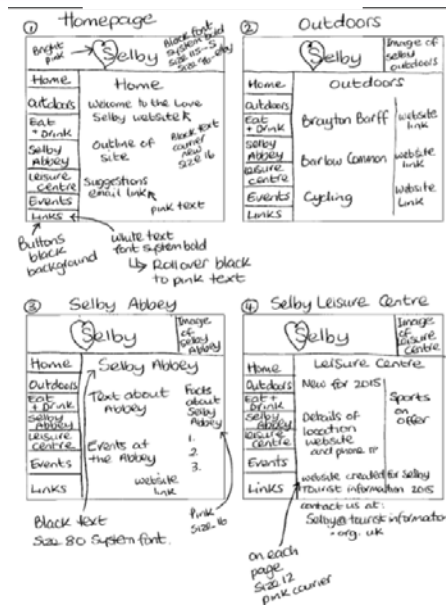 ① Homepage
Bright pink
Selby
Black font
system bold
Size 115-S
Size 96-elby
Home
Outdoors
Eat + Drink
Selby Abbey
Leisure centre
Events
Links
Home
Welcome to the Love
Selby website
Outline of site
Black text
courier new
size 16
Suggestions
email link
pink text
Buttons
black
background
White text
font system bold
↳ Rollover black
to pink text
② Outdoors
Selby
Image of
selby
outdoors
Home
Outdoors
Eat + Drink
Selby Abbey
Leisure centre
Events
Links
Outdoors
Brayton Barff
website link
Barlow Common
website link
Cycling
website link
③ Selby Abbey
Selby
Image of
selby
Abbey
Home
Outdoors
Eat + Drink
Selby Abbey
Leisure centre
Events
Links
Selby Abbey
Text about
Abbey
Facts
about
Selby
Abbey
1.
2.
3.
Events at
the Abbey
website
link
Black text
Size 80 System font.
Pink
Size 16
④ Selby Leisure Centre
Selby
Image of
Leisure
Centre
Home
Outdoors
Eat + Drink
Selby Abbey
Leisure centre
Events
Links
Leisure Centre
New for 2015
Details of
location
website
and phone
Sports
on
offer
website created for Selby
Tourist information 2015
contact us at:
Selby@tourist informatio
.org.uk
on each
page
Size 12
pink courier